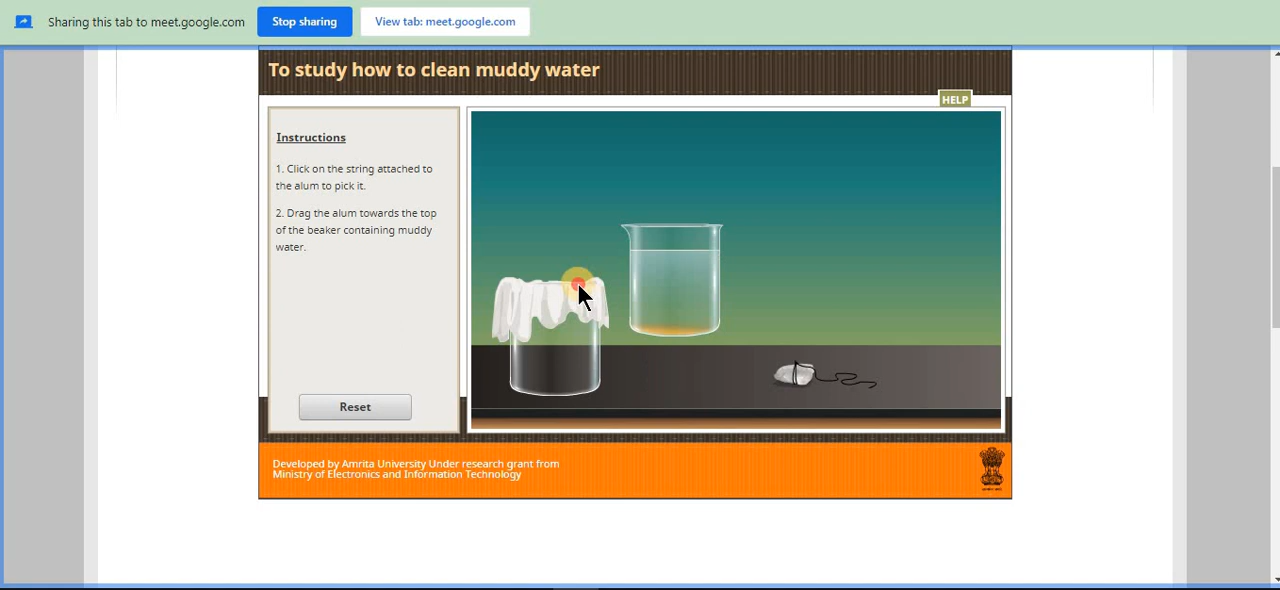 Sharing this tab to meet.google.com
Stop sharing
View tab: meet.google.com
To study how to clean muddy water
HELP
Instructions
1. Click on the string attached to
the alum to pick it.
2. Drag the alum towards the top
of the beaker containing muddy
water.
Reset
Developed by Amrita University Under research grant from
Ministry of Electronics and Information Technology